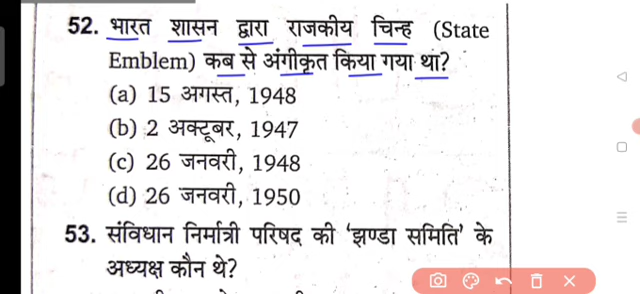 52. भारत शासन द्वारा राजकीय चिन्ह (State
Emblem) कब से अंगीकृत किया गया था?
(a) 15 अगस्त, 1948
(b) 2 अक्टूबर, 1947
(c) 26 जनवरी, 1948
(d) 26 जनवरी, 1950
53. संविधान निर्मात्री परिषद की 'झण्डा समिति' के
अध्यक्ष कौन थे?